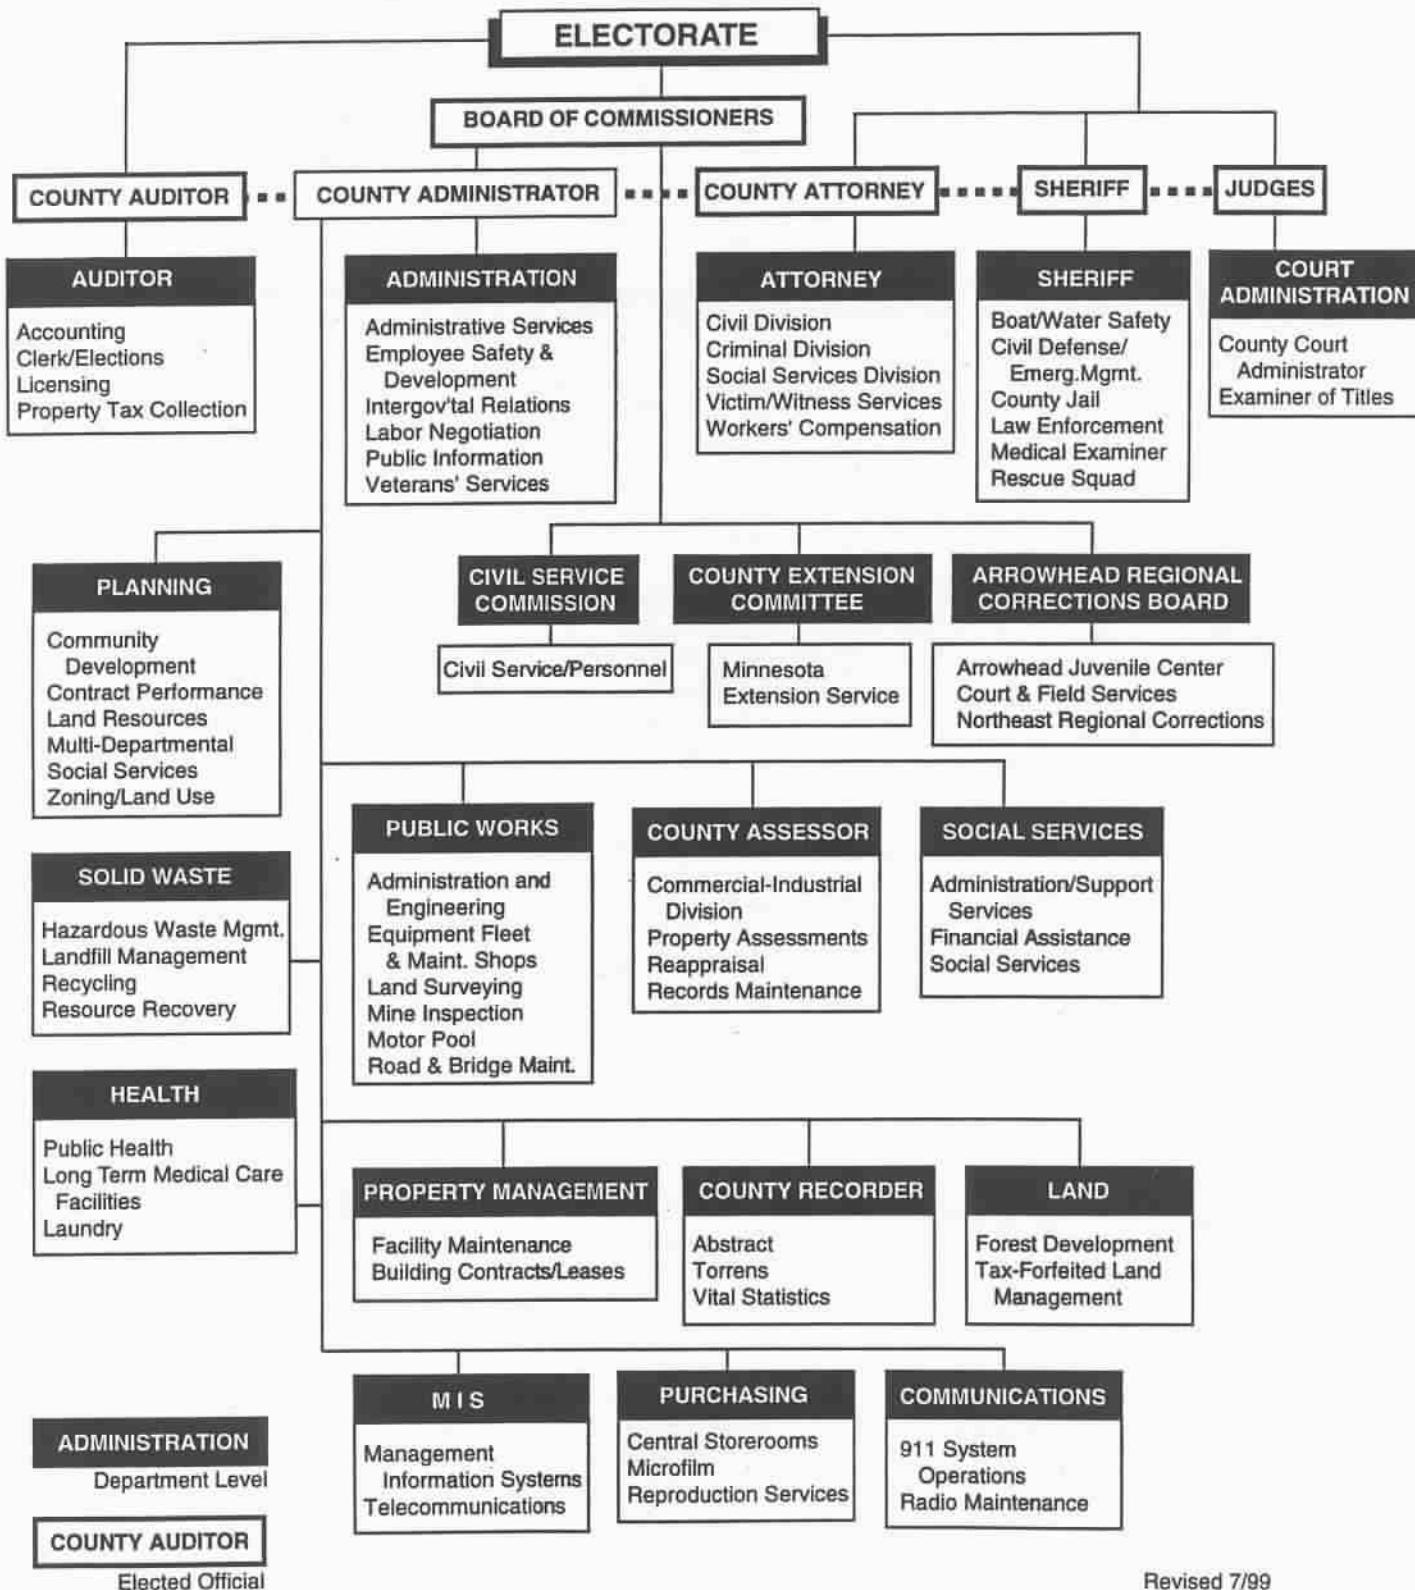 ELECTORATE
BOARD OF COMMISSIONERS
COUNTY AUDITOR
COUNTY ADMINISTRATOR
COUNTY ATTORNEY
SHERIFF
JUDGES
AUDITOR
Accounting
Clerk/Elections
Licensing
Property Tax Collection
ADMINISTRATION
Administrative Services
Employee Safety &
Development
Intergov'tal Relations
Labor Negotiation
Public Information
Veterans' Services
ATTORNEY
Civil Division
Criminal Division
Social Services Division
Victim/Witness Services
Workers' Compensation
SHERIFF
Boat/Water Safety
Civil Defense/
Emerg.Mgmt.
County Jail
Law Enforcement
Medical Examiner
Rescue Squad
COURT
ADMINISTRATION
County Court
Administrator
Examiner of Titles
PLANNING
Community
Development
Contract Performance
Land Resources
Multi-Departmental
Social Services
Zoning/Land Use
CIVIL SERVICE
COMMISSION
Civil Service/Personnel
COUNTY EXTENSION
COMMITTEE
Minnesota
Extension Service
ARROWHEAD REGIONAL
CORRECTIONS BOARD
Arrowhead Juvenile Center
Court & Field Services
Northeast Regional Corrections
SOLID WASTE
Hazardous Waste Mgmt.
Landfill Management
Recycling
Resource Recovery
PUBLIC WORKS
Administration and
Engineering
Equipment Fleet
& Maint. Shops
Land Surveying
Mine Inspection
Motor Pool
Road & Bridge Maint.
COUNTY ASSESSOR
Commercial-Industrial
Division
Property Assessments
Reappraisal
Records Maintenance
SOCIAL SERVICES
Administration/Support
Services
Financial Assistance
Social Services
HEALTH
Public Health
Long Term Medical Care
Facilities
Laundry
PROPERTY MANAGEMENT
Facility Maintenance
Building Contracts/Leases
COUNTY RECORDER
Abstract
Torrens
Vital Statistics
LAND
Forest Development
Tax-Forfeited Land
Management
M I S
Management
Information Systems
Telecommunications
PURCHASING
Central Storerooms
Microfilm
Reproduction Services
COMMUNICATIONS
911 System
Operations
Radio Maintenance
ADMINISTRATION
Department Level
COUNTY AUDITOR
Elected Official
Revised 7/99